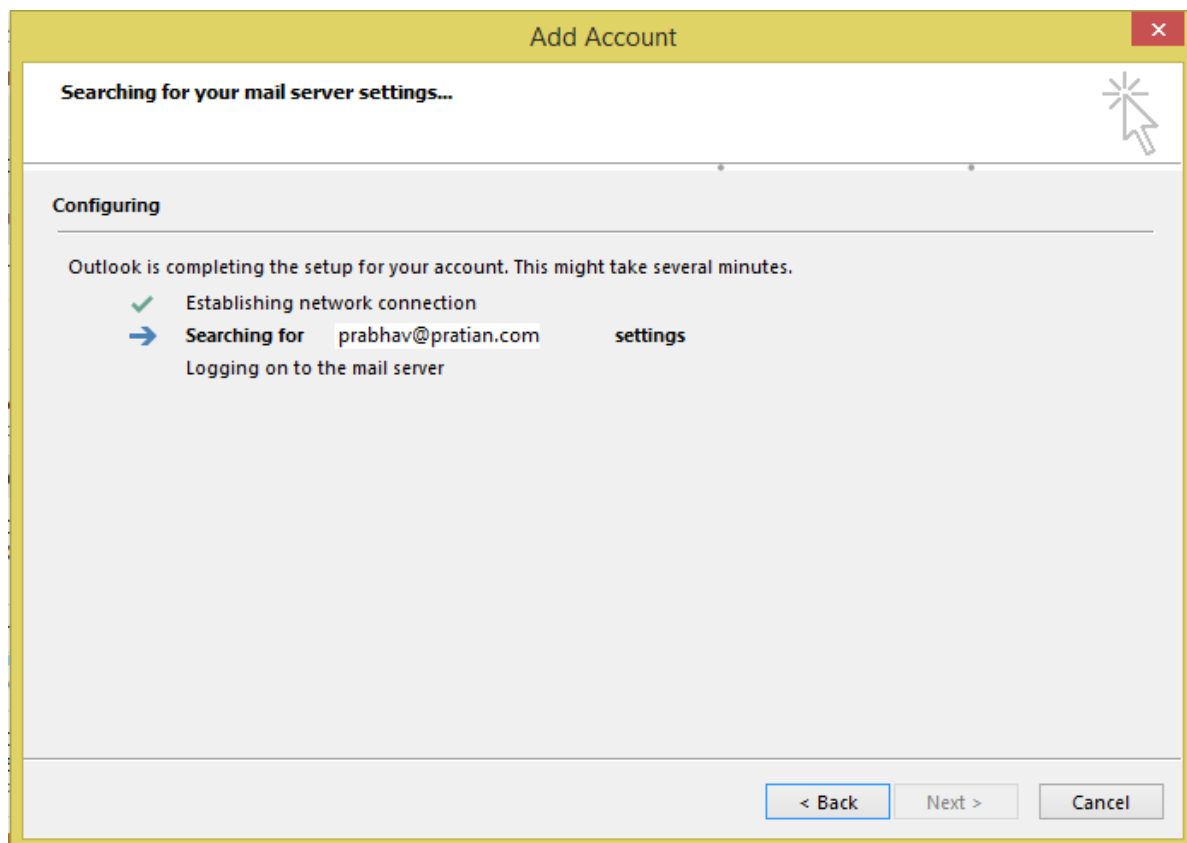 Add Account
Searching for your mail server settings...
Configuring
Outlook is completing the setup for your account. This might take several minutes.
Establishing network connection
Searching for prabhav@pratian.com settings
Logging on to the mail server
< Back Next > Cancel